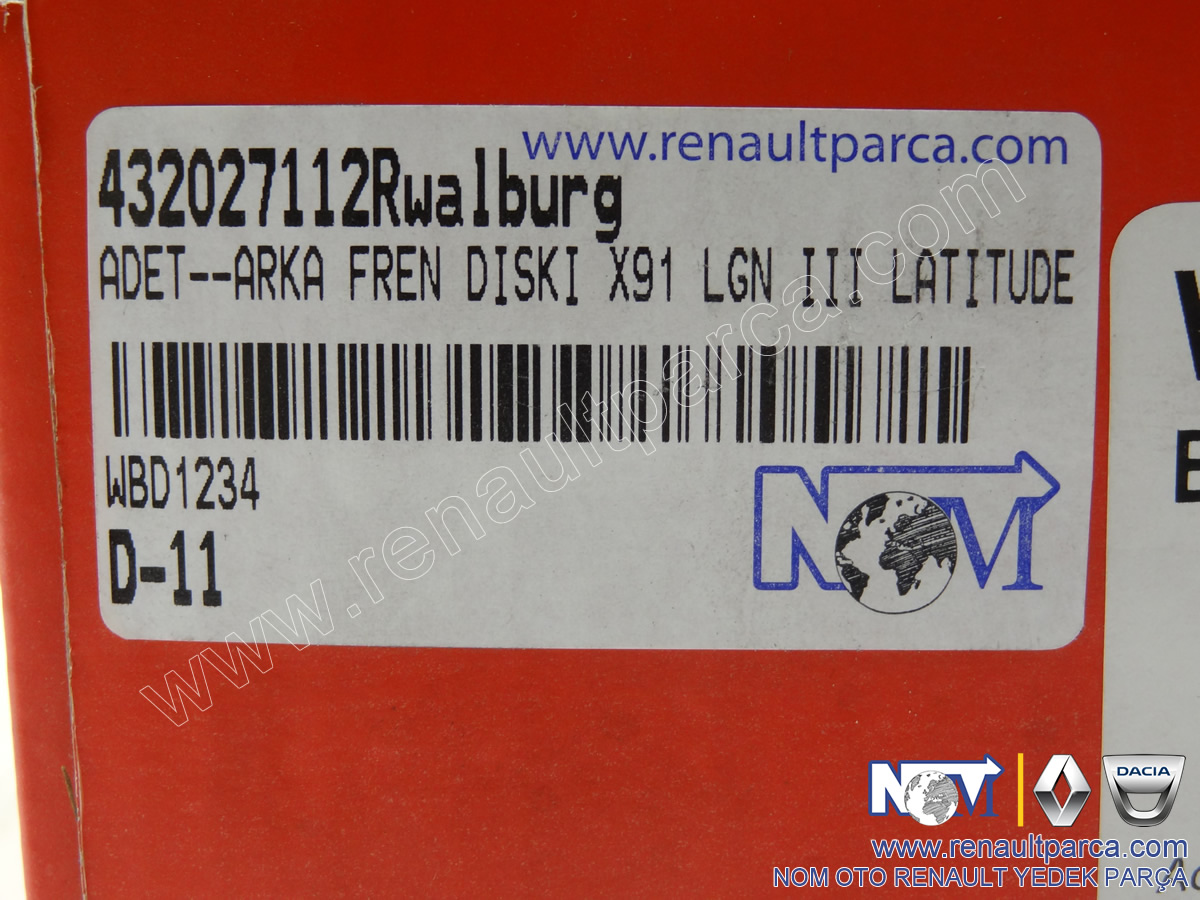 www.renaultparca.com
432027112Rwalburg
ADET--ARKA FREN DISKI X91 LGN III LATITUDE
WBD1234
D-11
NOM
www.renaultparca.com
NOM
DACIA
www.renaultparca.com
NOM OTO RENAULT YEDEK PARÇA